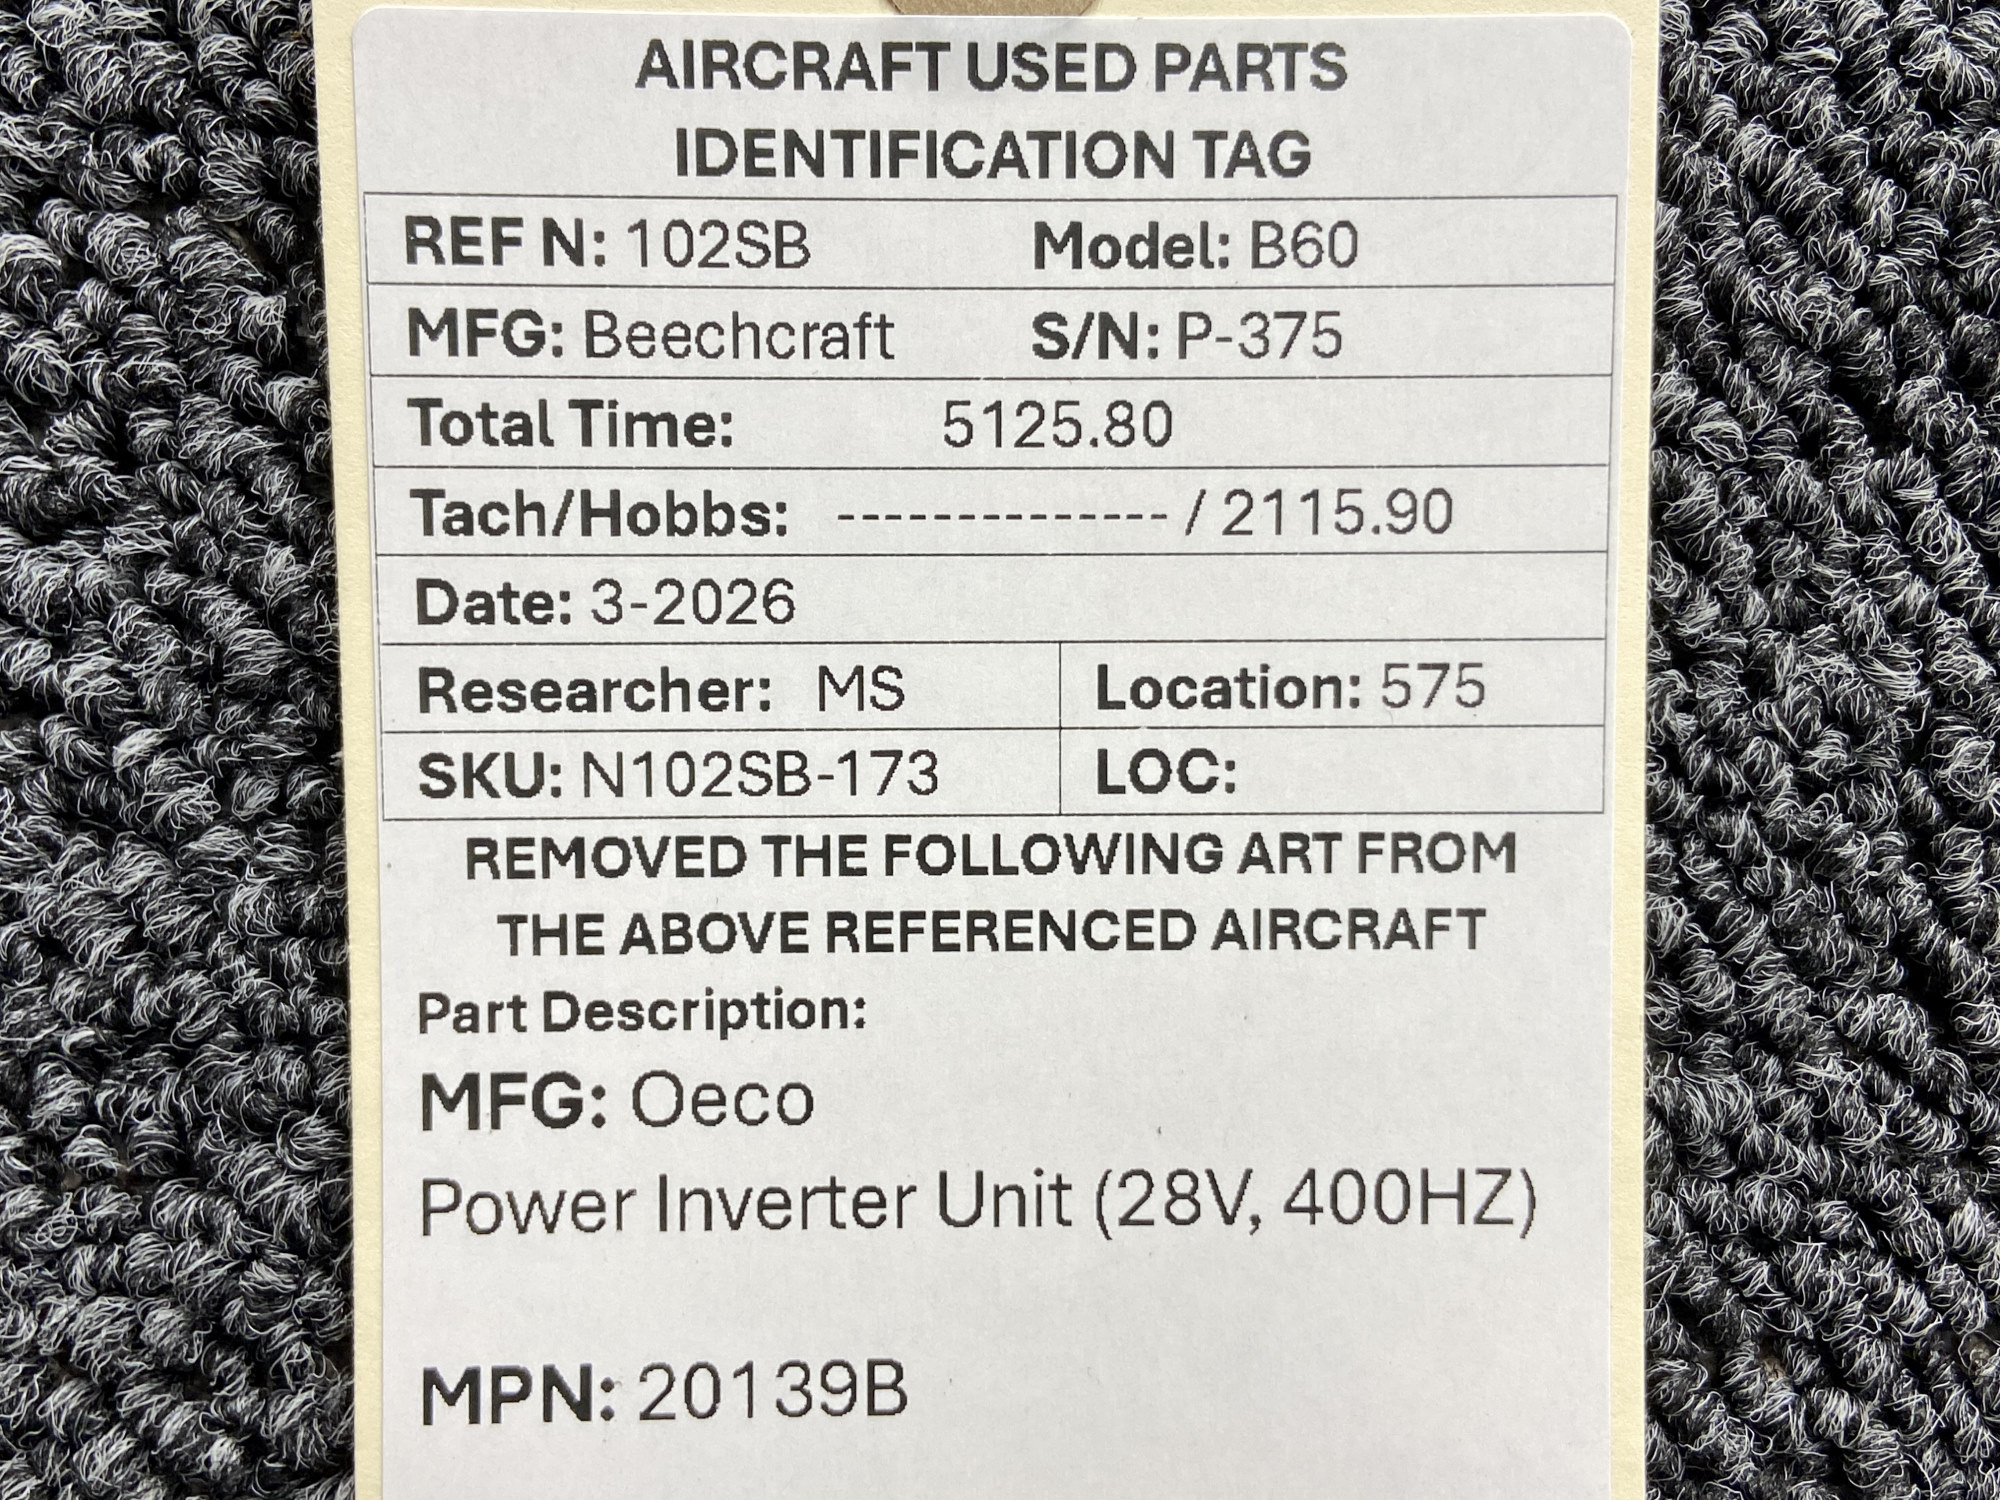 AIRCRAFT USED PARTS
IDENTIFICATION TAG
REF N: 102SB Model: B60
MFG: Beechcraft S/N: P-375
Total Time: 5125.80
Tach/Hobbs: -------------- / 2115.90
Date: 3-2026
Researcher: MS Location: 575
SKU: N102SB-173 LOC:
REMOVED THE FOLLOWING ART FROM
THE ABOVE REFERENCED AIRCRAFT
Part Description:
MFG: Oeco
Power Inverter Unit (28V, 400HZ)
MPN: 20139B